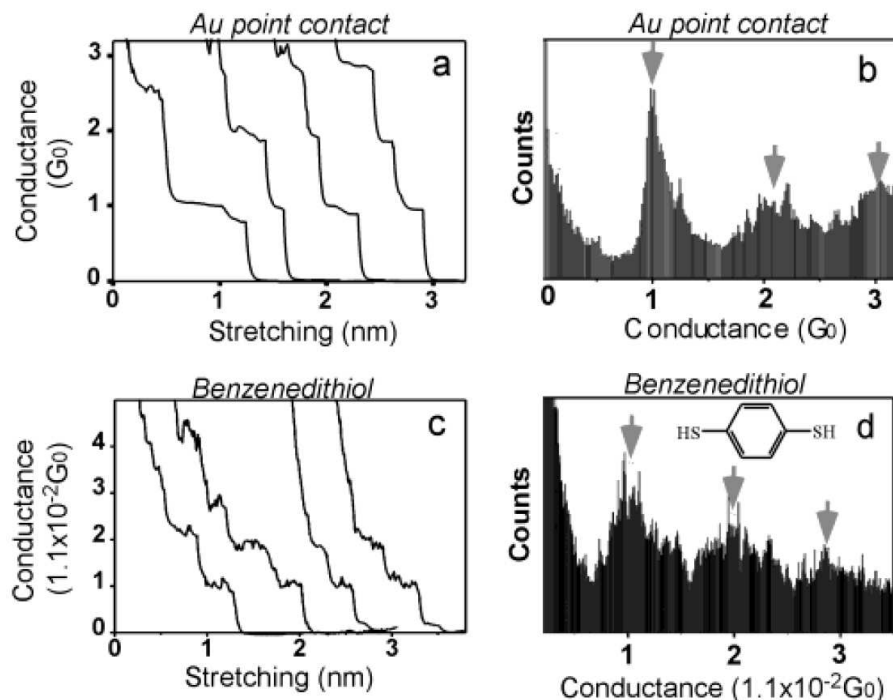 Au point contact
a
Conductance
(G₀)
3
2
1
0
0 1 2 3
Stretching (nm)
Au point contact
b
Counts
0 1 2 3
Conductance (G₀)
Benzenedithiol
c
Conductance
(1.1x10⁻²G₀)
4
3
2
1
0
0 1 2 3
Stretching (nm)
Benzenedithiol
d
HS
SH
Counts
1 2 3
Conductance (1.1x10⁻²G₀)